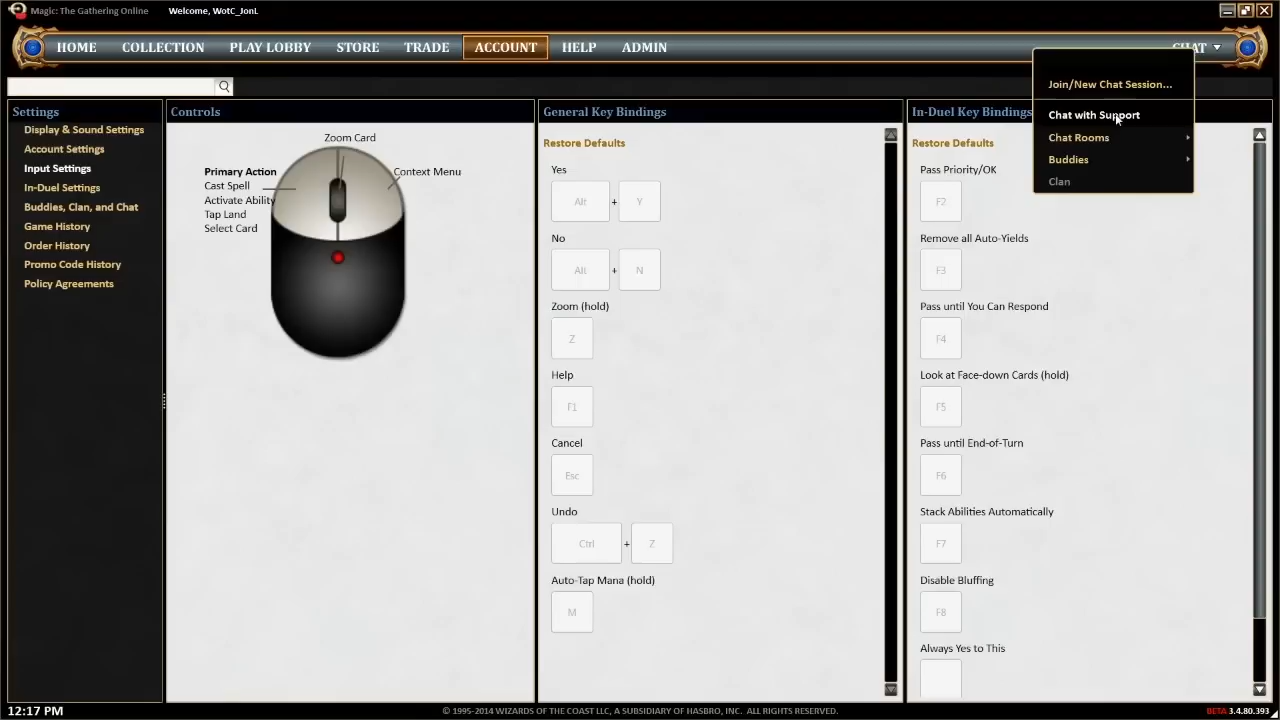 Magic: The Gathering Online
Welcome, WotC_JonL
HOME COLLECTION PLAY LOBBY STORE TRADE ACCOUNT HELP ADMIN CHAT
Join/New Chat Session...
Chat with Support
Chat Rooms
Buddies
Clan
Settings
Display & Sound Settings
Account Settings
Input Settings
In-Duel Settings
Buddies, Clan, and Chat
Game History
Order History
Promo Code History
Policy Agreements
Controls
Zoom Card
Primary Action
Cast Spell
Activate Ability
Tap Land
Select Card
Context Menu
General Key Bindings
Restore Defaults
Yes
Alt + Y
No
Alt + N
Zoom (hold)
Z
Help
F1
Cancel
Esc
Undo
Ctrl + Z
Auto-Tap Mana (hold)
M
In-Duel Key Bindings
Restore Defaults
Pass Priority/OK
F2
Remove all Auto-Yields
F3
Pass until You Can Respond
F4
Look at Face-down Cards (hold)
F5
Pass until End-of-Turn
F6
Stack Abilities Automatically
F7
Disable Bluffing
F8
Always Yes to This
12:17 PM
© 1995-2014 WIZARDS OF THE COAST LLC, A SUBSIDIARY OF HASBRO, INC. ALL RIGHTS RESERVED.
BETA 3.4.80.393